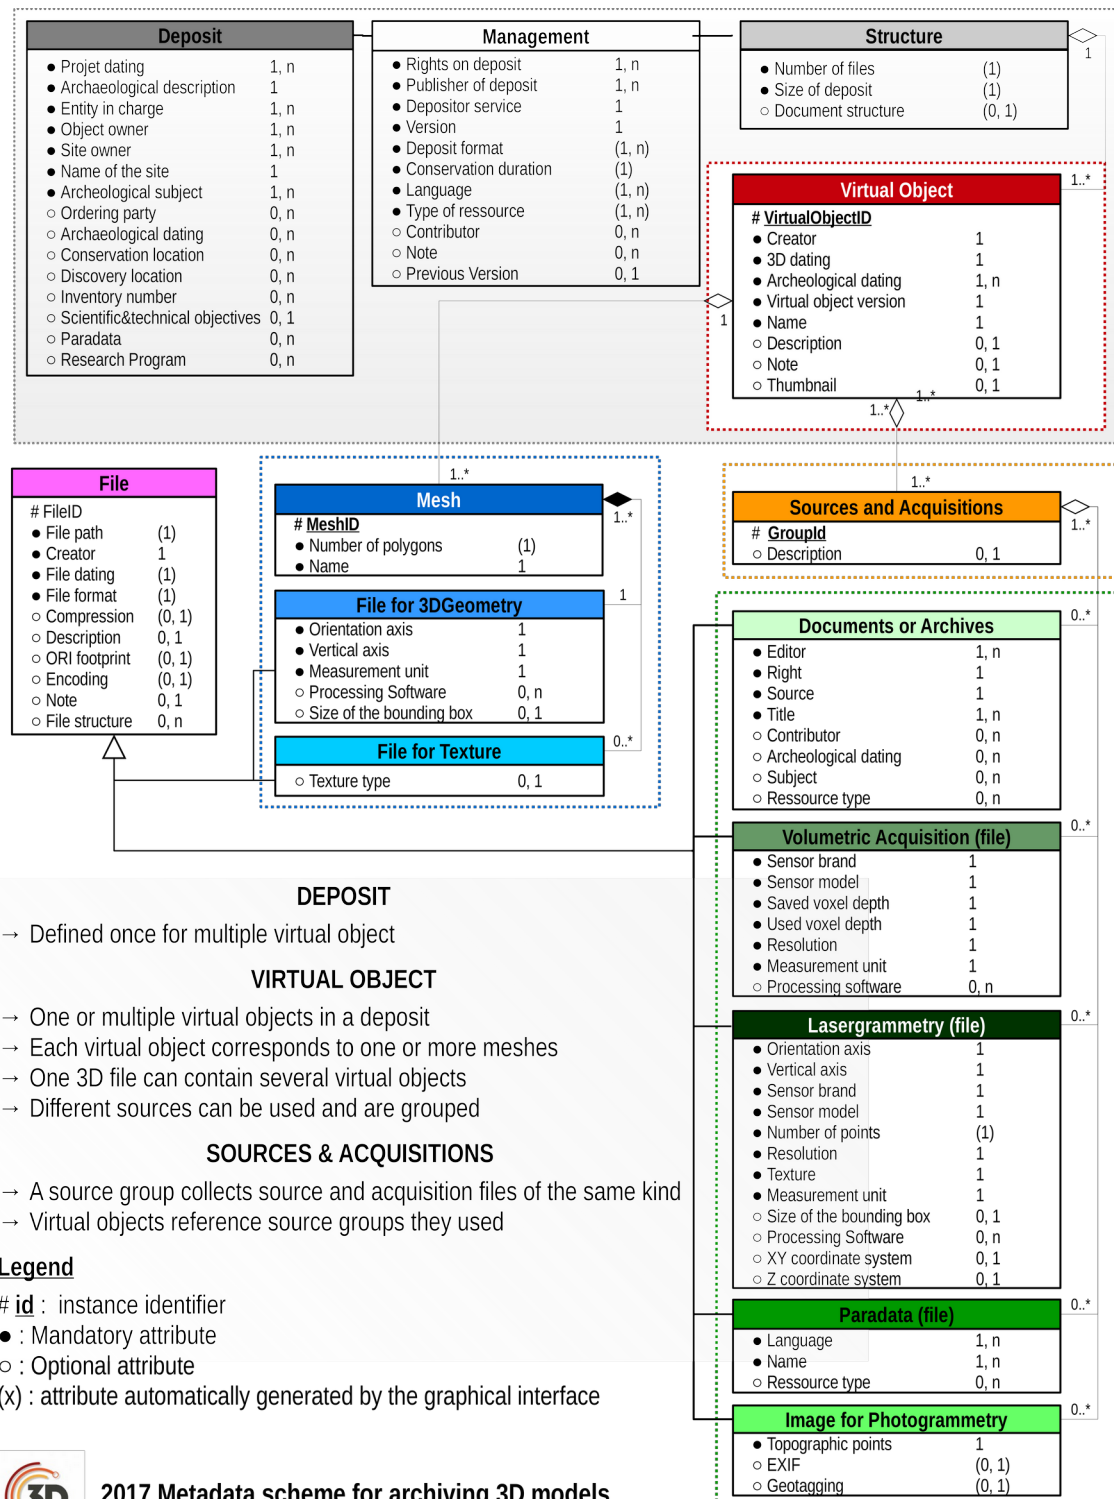 Deposit
● Projet dating 1, n
● Archaeological description 1
● Entity in charge 1, n
● Object owner 1, n
● Site owner 1, n
● Name of the site 1
● Archeological subject 1, n
○ Ordering party 0, n
○ Archaeological dating 0, n
○ Conservation location 0, n
○ Discovery location 0, n
○ Inventory number 0, n
○ Scientific&technical objectives 0, 1
○ Paradata 0, n
○ Research Program 0, n
Management
● Rights on deposit 1, n
● Publisher of deposit 1, n
● Depositor service 1
● Version 1
● Deposit format (1, n)
● Conservation duration (1)
● Language (1, n)
● Type of ressource (1, n)
○ Contributor 0, n
○ Note 0, n
○ Previous Version 0, 1
Structure
● Number of files (1)
● Size of deposit (1)
○ Document structure (0, 1)
1
1..*
Virtual Object
# VirtualObjectID
● Creator 1
● 3D dating 1
● Archeological dating 1, n
● Virtual object version 1
● Name 1
○ Description 0, 1
○ Note 0, 1
○ Thumbnail 0, 1
1
1..*
1..*
1..*
1..*
File
# FileID
● File path (1)
● Creator 1
● File dating (1)
● File format (1)
○ Compression (0, 1)
○ Description 0, 1
○ ORI footprint (0, 1)
○ Encoding (0, 1)
○ Note 0, 1
○ File structure 0, n
Mesh
# MeshID
● Number of polygons (1)
● Name 1
1..*
File for 3DGeometry
● Orientation axis 1
● Vertical axis 1
● Measurement unit 1
○ Processing Software 0, n
○ Size of the bounding box 0, 1
1
File for Texture
○ Texture type 0, 1
0..*
Sources and Acquisitions
# GroupId
○ Description 0, 1
1..*
Documents or Archives
● Editor 1, n
● Right 1
● Source 1
● Title 1, n
○ Contributor 0, n
○ Archeological dating 0, n
○ Subject 0, n
○ Ressource type 0, n
0..*
Volumetric Acquisition (file)
● Sensor brand 1
● Sensor model 1
● Saved voxel depth 1
● Used voxel depth 1
● Resolution 1
● Measurement unit 1
○ Processing software 0, n
0..*
Lasergrammetry (file)
● Orientation axis 1
● Vertical axis 1
● Sensor brand 1
● Sensor model 1
● Number of points (1)
● Resolution 1
● Texture 1
● Measurement unit 1
○ Size of the bounding box 0, 1
○ Processing Software 0, n
○ XY coordinate system 0, 1
○ Z coordinate system 0, 1
0..*
Paradata (file)
● Language 1, n
● Name 1, n
○ Ressource type 0, n
0..*
Image for Photogrammetry
● Topographic points 1
○ EXIF (0, 1)
○ Geotagging (0, 1)
0..*
DEPOSIT
→ Defined once for multiple virtual object
VIRTUAL OBJECT
→ One or multiple virtual objects in a deposit
→ Each virtual object corresponds to one or more meshes
→ One 3D file can contain several virtual objects
→ Different sources can be used and are grouped
SOURCES & ACQUISITIONS
→ A source group collects source and acquisition files of the same kind
→ Virtual objects reference source groups they used
Legend
# id : instance identifier
● : Mandatory attribute
○ : Optional attribute
(x) : attribute automatically generated by the graphical interface
3D
2017 Metadata scheme for archiving 3D models